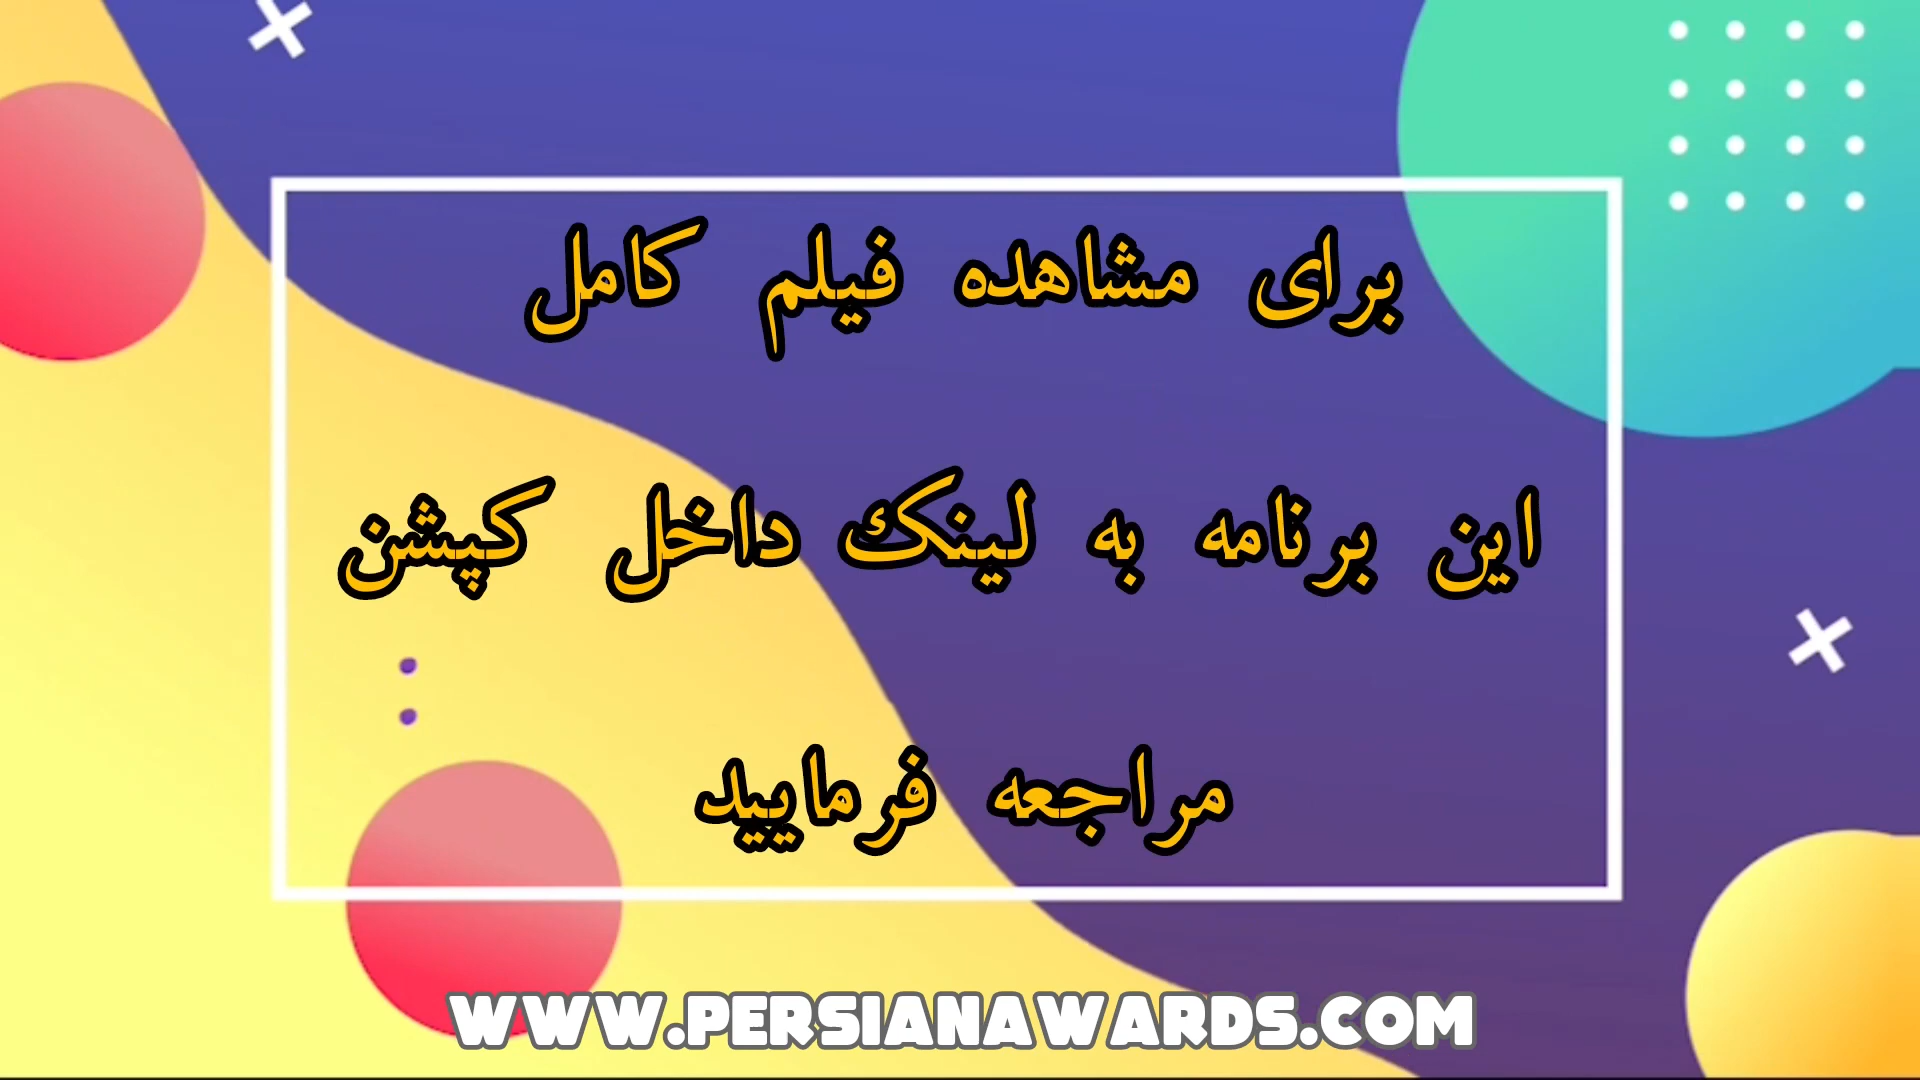 برای مشاهده فیلم کامل
این برنامه به لینک داخل کپشن
مراجعه فرمایید
WWW.PERSIANAWARDS.COM